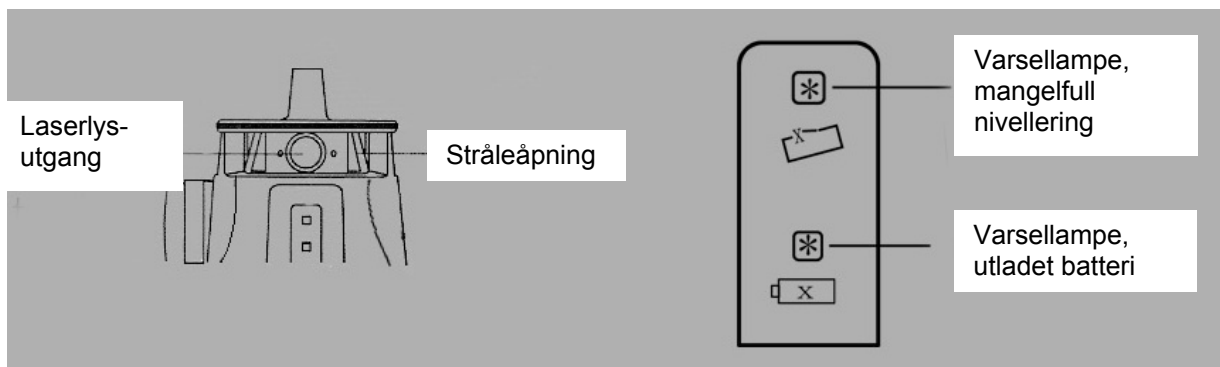 Laserlys-
utgang
Stråleåpning
Varsellampe,
mangelfull
nivellering
X
Varsellampe,
utladet batteri
X